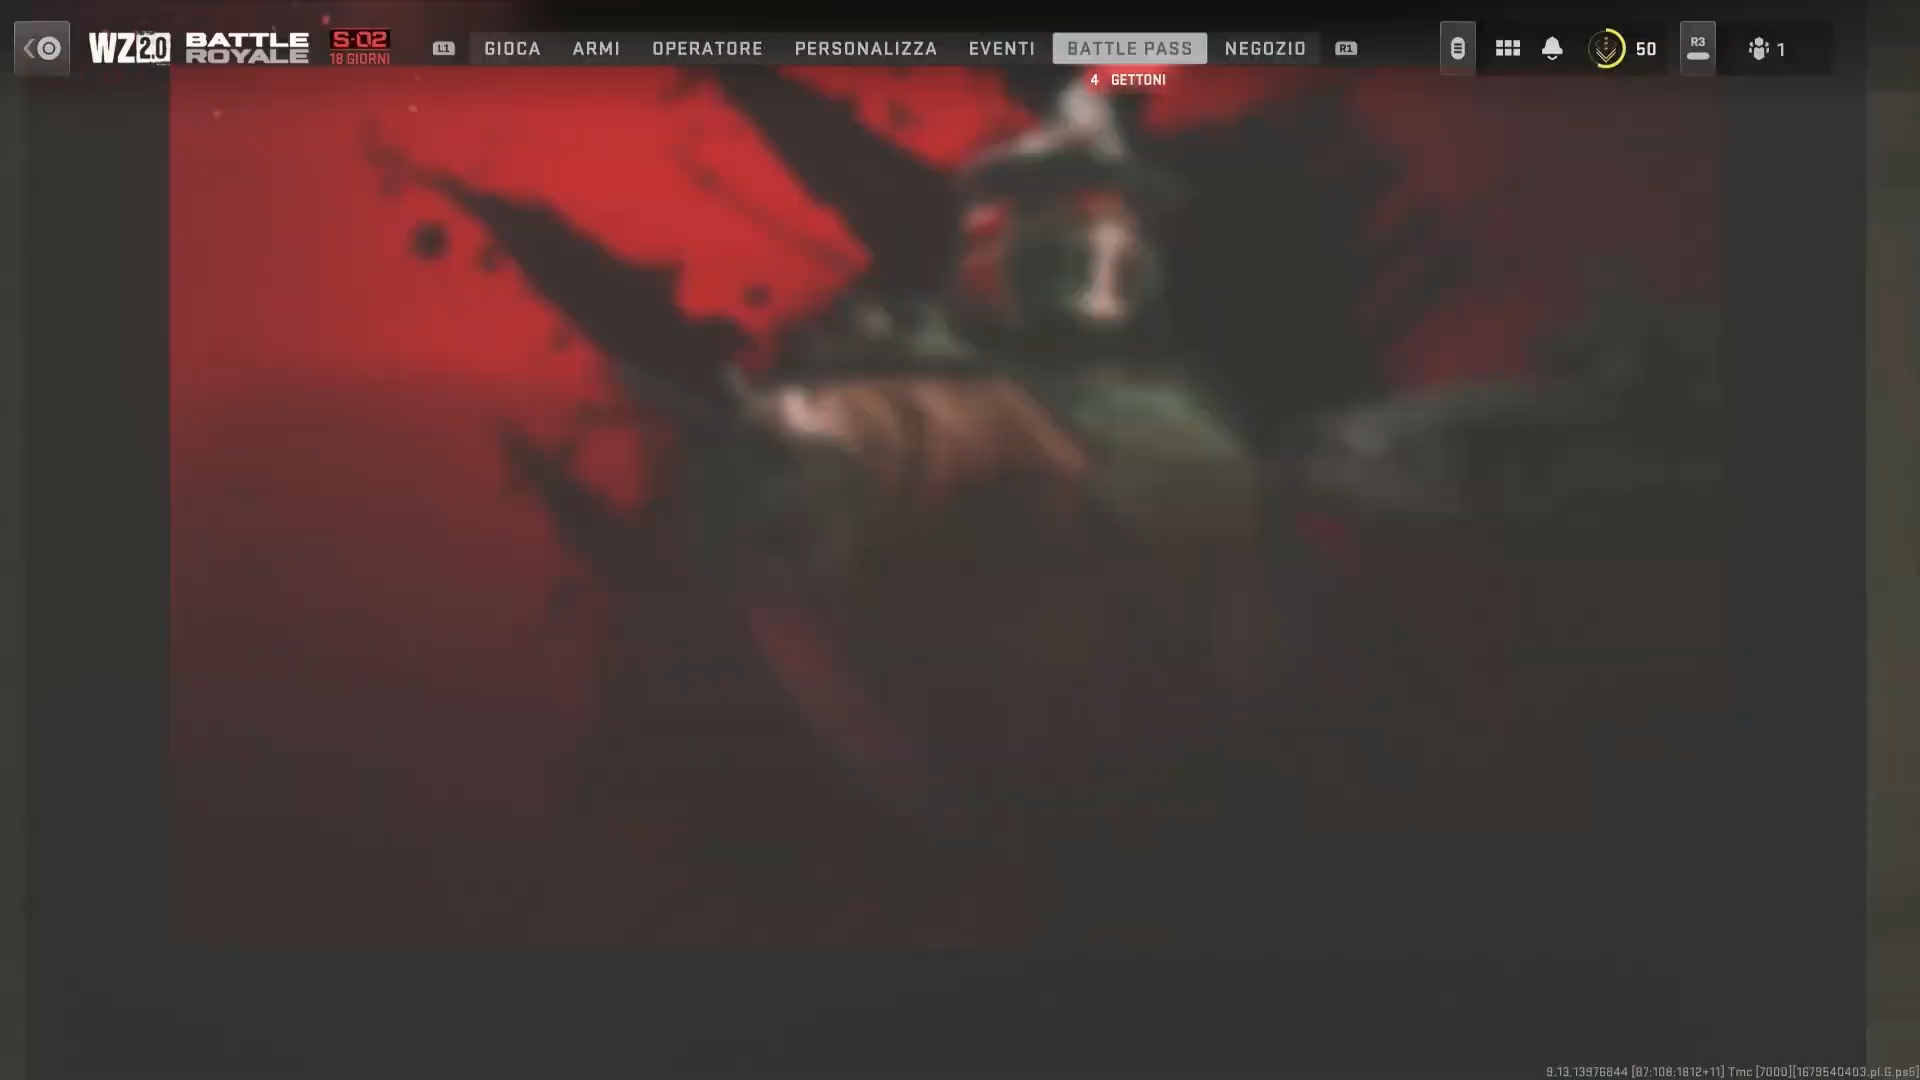 WZ2.0 BATTLE ROYALE S-02 18 GIORNI
L1 GIOCA ARMI OPERATORE PERSONALIZZA EVENTI BATTLE PASS NEGOZIO R1
50 R3 1
4 GETTONI
9.13.13976844 [87:108:1812+11] Tmc [7000][1679540403.pl.G.ps5]